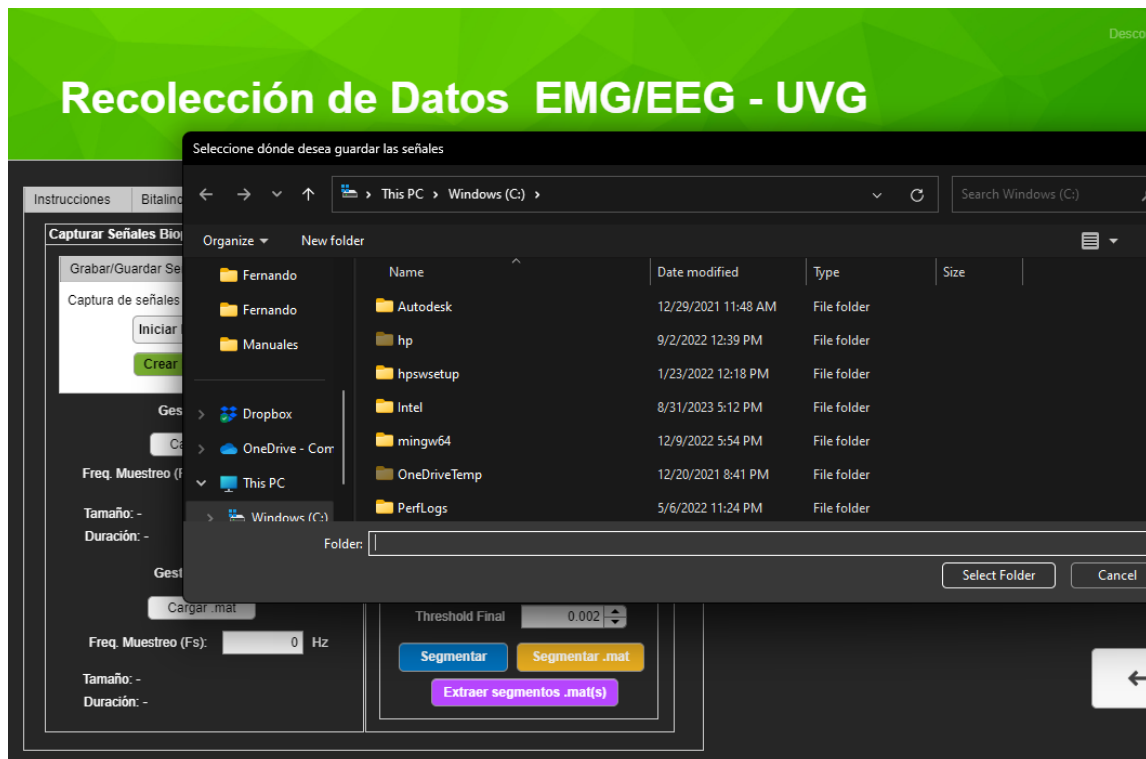 Desco
Recolección de Datos EMG/EEG - UVG
Seleccione dónde desea guardar las señales
This PC Windows (C:)
Search Windows (C:)
Instrucciones
Bitalino
Capturar Señales Biop
Organize
New folder
Grabar/Guardar Se
Captura de señales
Iniciar
Crear
Ges
Ca
Freq. Muestreo (F
Tamaño: -
Duración: -
Gest
Cargar .mat
Freq. Muestreo (Fs): 0 Hz
Tamaño: -
Duración: -
Fernando
Fernando
Manuales
Dropbox
OneDrive - Com
This PC
Windows (C:)
Name Date modified Type Size
Autodesk 12/29/2021 11:48 AM File folder
hp 9/2/2022 12:39 PM File folder
hpswsetup 1/23/2022 12:18 PM File folder
Intel 8/31/2023 5:12 PM File folder
mingw64 12/9/2022 5:54 PM File folder
OneDriveTemp 12/20/2021 8:41 PM File folder
PerfLogs 5/6/2022 11:24 PM File folder
Folder:
Select Folder
Cancel
Threshold Final 0.002
Segmentar
Segmentar .mat
Extraer segmentos .mat(s)